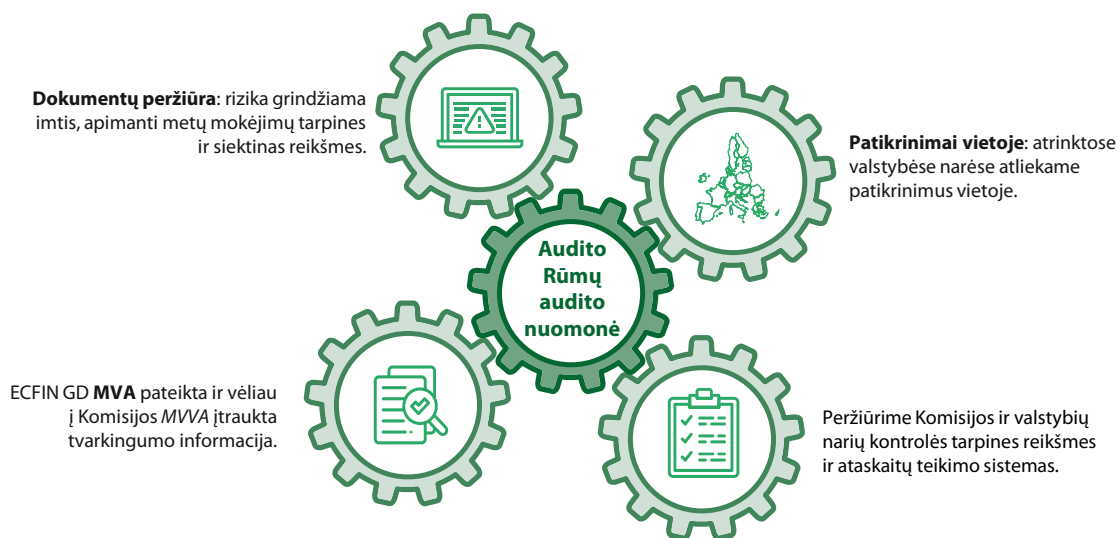 Dokumentų peržiūra: rizika grindžiama
imtis, apimanti metų mokėjimų tarpines
ir siektinas reikšmes.
Patikrinimai vietoje: atrinktose
valstybėse narėse atliekame
patikrinimus vietoje.
Audito
Rūmų
audito
nuomonė
ECFIN GD MVA pateikta ir vėliau
į Komisijos MVVA įtraukta
tvarkingumo informacija.
Peržiūrime Komisijos ir valstybių
narių kontrolės tarpines reikšmes
ir ataskaitų teikimo sistemas.